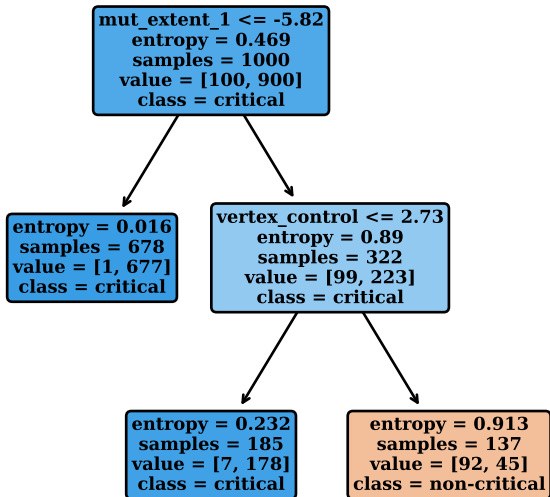 mut_extent_1 <= -5.82
entropy = 0.469
samples = 1000
value = [100, 900]
class = critical
entropy = 0.016
samples = 678
value = [1, 677]
class = critical
vertex_control <= 2.73
entropy = 0.89
samples = 322
value = [99, 223]
class = critical
entropy = 0.232
samples = 185
value = [7, 178]
class = critical
entropy = 0.913
samples = 137
value = [92, 45]
class = non-critical